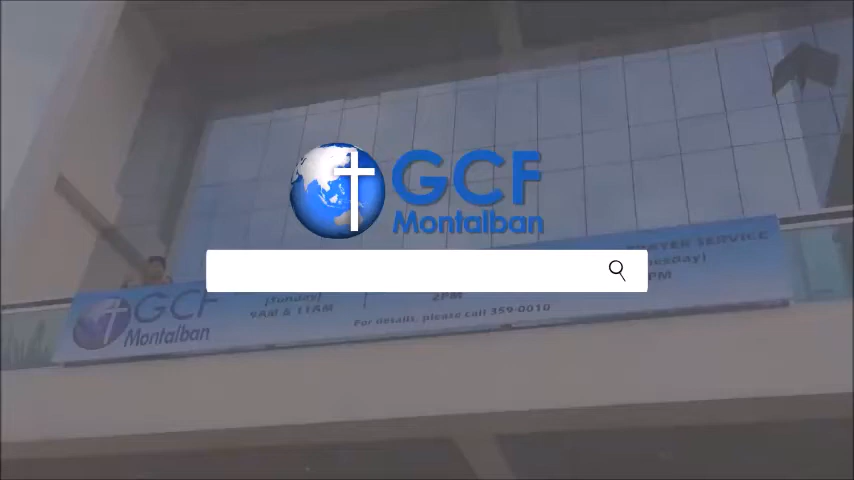 GCF
Montalban
PRAYER SERVICE
GCF
Montalban
(Sunday)
9AM & 11AM
2PM
PM
For details, please call 359-0010